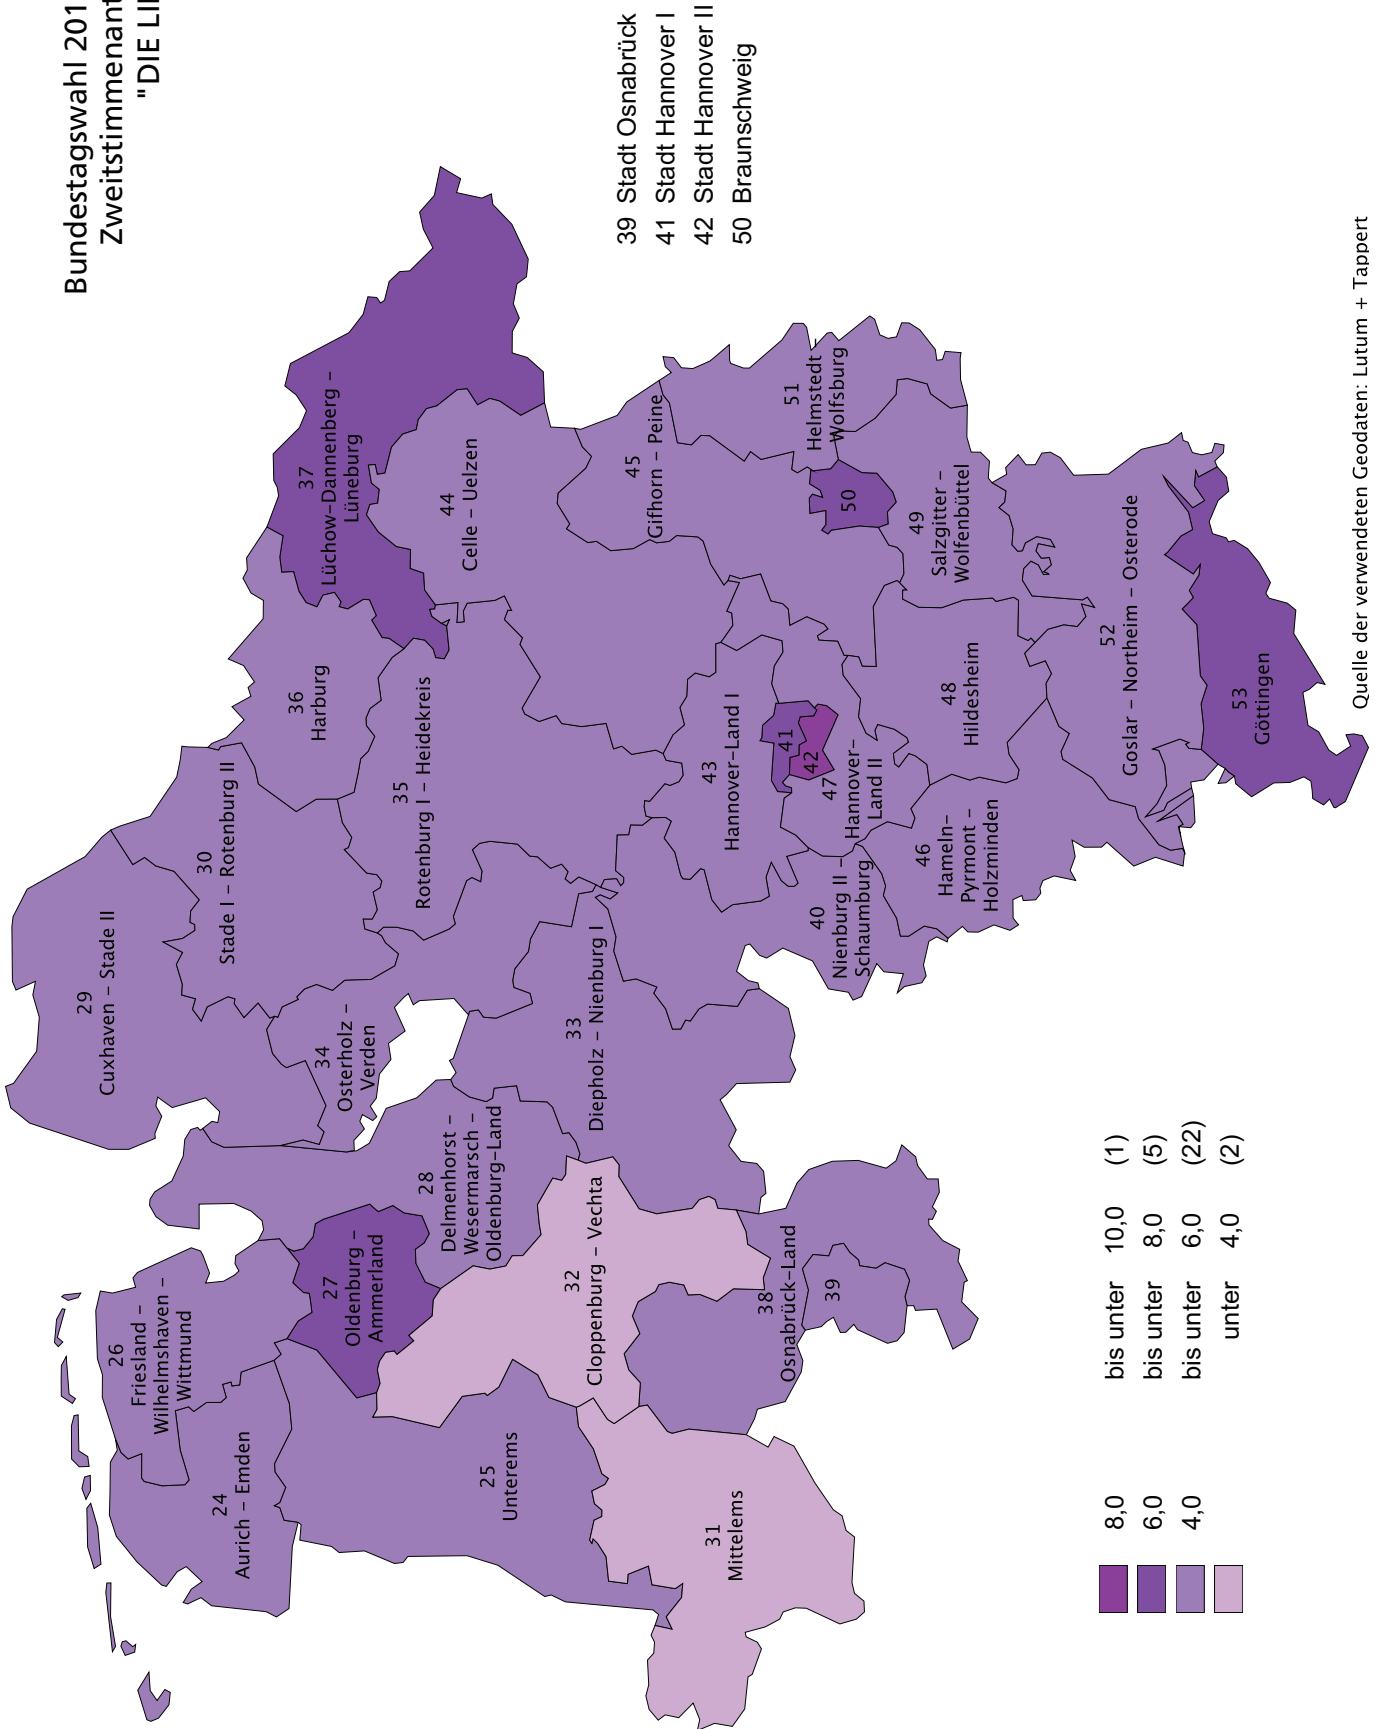 Bundestagswahl 201
Zweitstimmenant
"DIE LI
39 Stadt Osnabrück
41 Stadt Hannover I
42 Stadt Hannover II
50 Braunschweig
24
Aurich – Emden
25
Unterems
26
Friesland –
Wilhelmshaven –
Wittmund
27
Oldenburg –
Ammerland
28
Delmenhorst –
Wesermarsch –
Oldenburg–Land
29
Cuxhaven – Stade II
30
Stade I – Rotenburg II
31
Mittelems
32
Cloppenburg – Vechta
33
Diepholz – Nienburg I
34
Osterholz –
Verden
35
Rotenburg I – Heidekreis
36
Harburg
37
Lüchow–Dannenberg –
Lüneburg
38
Osnabrück–Land
39
40
Nienburg II –
Schaumburg
41
42
43
Hannover–Land I
44
Celle – Uelzen
45
Gifhorn – Peine
46
Hameln–
Pyrmont –
Holzminden
47
Hannover–
Land II
48
Hildesheim
49
Salzgitter –
Wolfenbüttel
50
51
Helmstedt –
Wolfsburg
52
Goslar – Northeim – Osterode
53
Göttingen
8,0 bis unter 10,0 (1)
6,0 bis unter 8,0 (5)
4,0 bis unter 6,0 (22)
unter 4,0 (2)
Quelle der verwendeten Geodaten: Lutum + Tappert